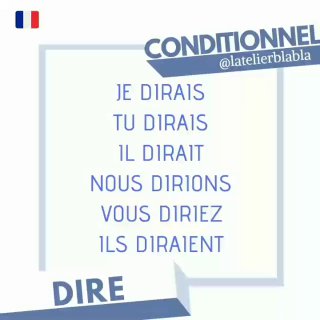 CONDITIONNEL
@latelierblabla
JE DIRAIS
TU DIRAIS
IL DIRAIT
NOUS DIRIONS
VOUS DIRIEZ
ILS DIRAIENT
DIRE